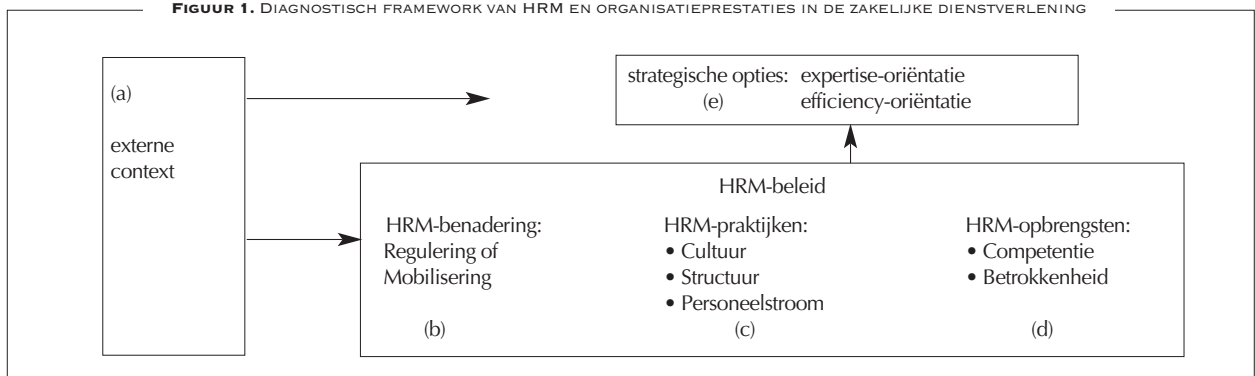 FIGUUR 1. DIAGNOSTISCH FRAMEWORK VAN HRM EN ORGANISATIEPRESTATIES IN DE ZAKELIJKE DIENSTVERLENING
(a)
externe
context
strategische opties: expertise-oriëntatie
(e) efficiency-oriëntatie
HRM-beleid
HRM-benadering:
Regulering of
Mobilisering
(b)
HRM-praktijken:
• Cultuur
• Structuur
• Personeelstroom
(c)
HRM-opbrengsten:
• Competentie
• Betrokkenheid
(d)